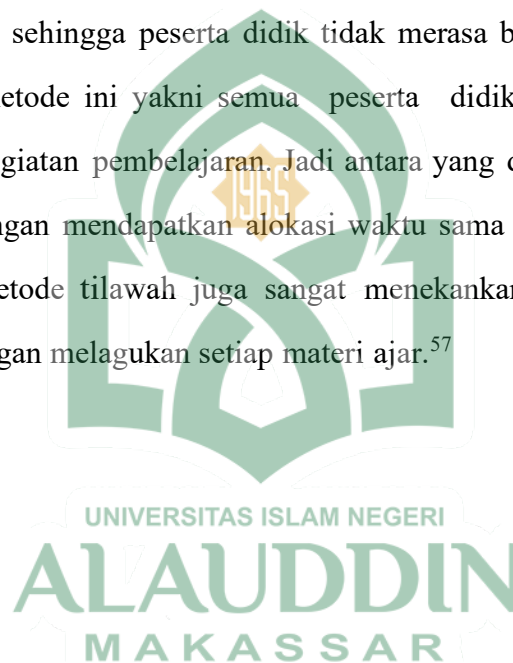 sehingga peserta didik tidak merasa b
etode ini yakni semua peserta didik
giatan pembelajaran. Jadi antara yang
1965
ngan mendapatkan alokasi waktu sama
etode tilawah juga sangat menekankan
gan melagukan setiap materi ajar.57
UNIVERSITAS ISLAM NEGERI
ALAUDDIN
MAKASSAR